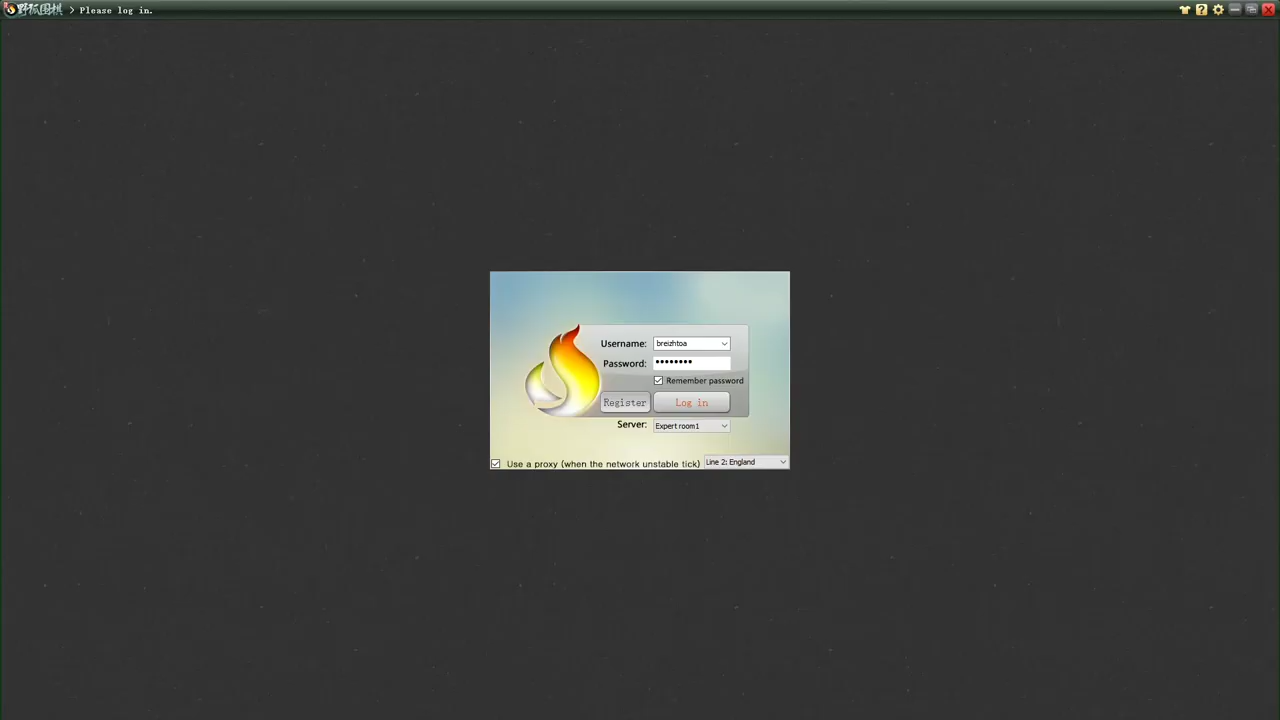 野狐围棋 > Please log in.
Username: breizhtoa
Password: ••••••••
Remember password
Register Log in
Server: Expert room1
Use a proxy (when the network unstable tick) Line 2: England